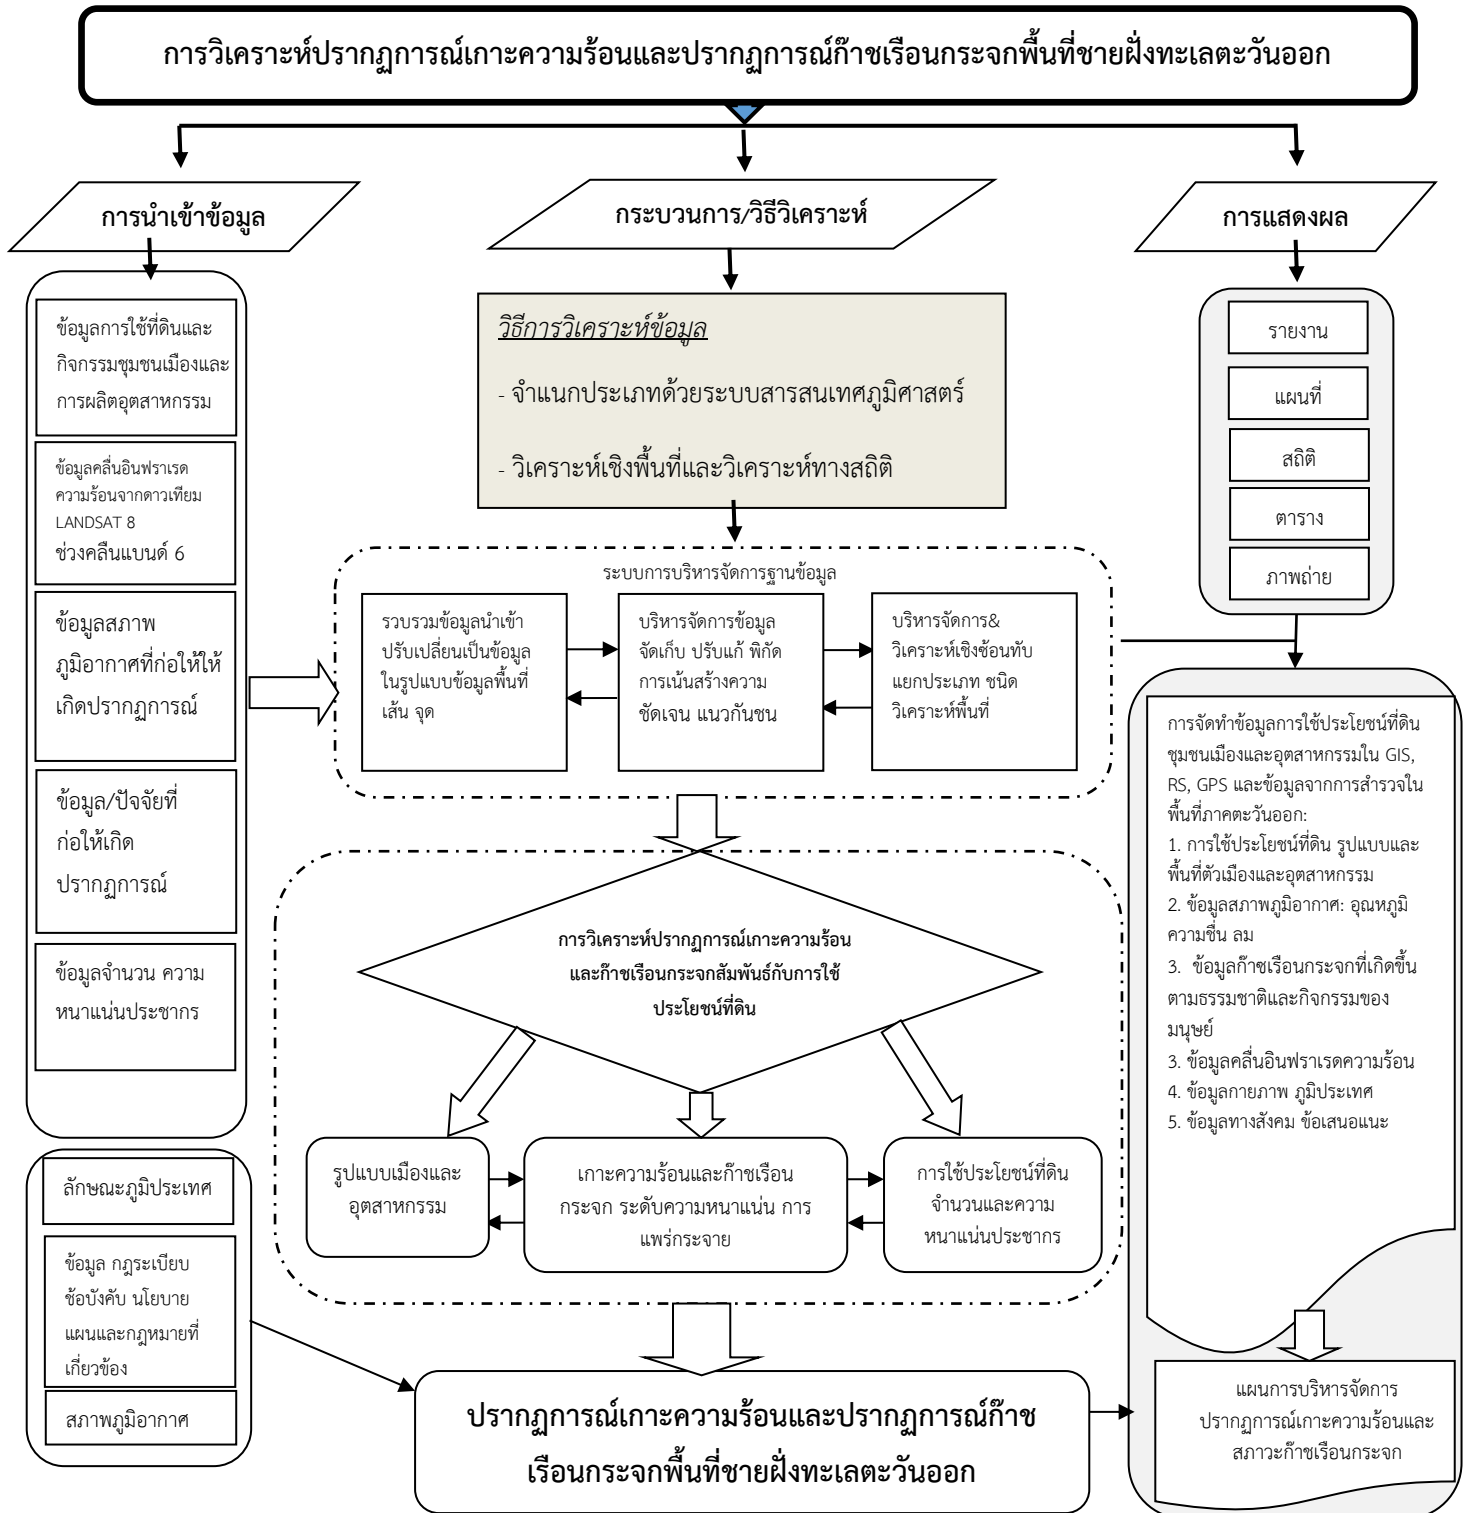 การวิเคราะห์ปรากฏการณ์เกาะความร้อนและปรากฏการณ์ก๊าชเรือนกระจกพื้นที่ชายฝั่งทะเลตะวันออก
การนำเข้าข้อมูล
กระบวนการ/วิธีวิเคราะห์
การแสดงผล
ข้อมูลการใช้ที่ดินและ
กิจกรรมชุมชนเมืองและ
การผลิตอุตสาหกรรม
ข้อมูลคลื่นอินฟราเรด
ความร้อนจากดาวเทียม
LANDSAT 8
ช่วงคลื่นแบนด์ 6
ข้อมูลสภาพ
ภูมิอากาศที่ก่อให้ให้
เกิดปรากฏการณ์
ข้อมูล/ปัจจัยที่
ก่อให้เกิด
ปรากฏการณ์
ข้อมูลจำนวน ความ
หนาแน่นประชากร
ลักษณะภูมิประเทศ
ข้อมูล กฎระเบียบ
ช้อบังคับ นโยบาย
แผนและกฎหมายที่
เกี่ยวข้อง
สภาพภูมิอากาศ
วิธีการวิเคราะห์ข้อมูล
- จำแนกประเภทด้วยระบบสารสนเทศภูมิศาสตร์
- วิเคราะห์เชิงพื้นที่และวิเคราะห์ทางสถิติ
ระบบการบริหารจัดการฐานข้อมูล
รวบรวมข้อมูลนำเข้า
ปรับเปลี่ยนเป็นข้อมูล
ในรูปแบบข้อมูลพื้นที่
เส้น จุด
บริหารจัดการข้อมูล
จัดเก็บ ปรับแก้ พิกัด
การเน้นสร้างความ
ชัดเจน แนวกันชน
บริหารจัดการ&
วิเคราะห์เชิงซ้อนทับ
แยกประเภท ชนิด
วิเคราะห์พื้นที่
การวิเคราะห์ปรากฏการณ์เกาะความร้อน
และก๊าชเรือนกระจกสัมพันธ์กับการใช้
ประโยชน์ที่ดิน
รูปแบบเมืองและ
อุตสาหกรรม
เกาะความร้อนและก๊าชเรือน
กระจก ระดับความหนาแน่น การ
แพร่กระจาย
การใช้ประโยชน์ที่ดิน
จำนวนและความ
หนาแน่นประชากร
ปรากฏการณ์เกาะความร้อนและปรากฏการณ์ก๊าช
เรือนกระจกพื้นที่ชายฝั่งทะเลตะวันออก
รายงาน
แผนที่
สถิติ
ตาราง
ภาพถ่าย
การจัดทำข้อมูลการใช้ประโยชน์ที่ดิน
ชุมชนเมืองและอุตสาหกรรมใน GIS,
RS, GPS และข้อมูลจากการสำรวจใน
พื้นที่ภาคตะวันออก:
1. การใช้ประโยชน์ที่ดิน รูปแบบและ
พื้นที่ตัวเมืองและอุตสาหกรรม
2. ข้อมูลสภาพภูมิอากาศ: อุณหภูมิ
ความชื่น ลม
3. ข้อมูลก๊าซเรือนกระจกที่เกิดขึ้น
ตามธรรมชาติและกิจกรรมของ
มนุษย์
3. ข้อมูลคลื่นอินฟราเรดความร้อน
4. ข้อมูลกายภาพ ภูมิประเทศ
5. ข้อมูลทางสังคม ข้อเสนอแนะ
แผนการบริหารจัดการ
ปรากฏการณ์เกาะความร้อนและ
สภาวะก๊าชเรือนกระจก